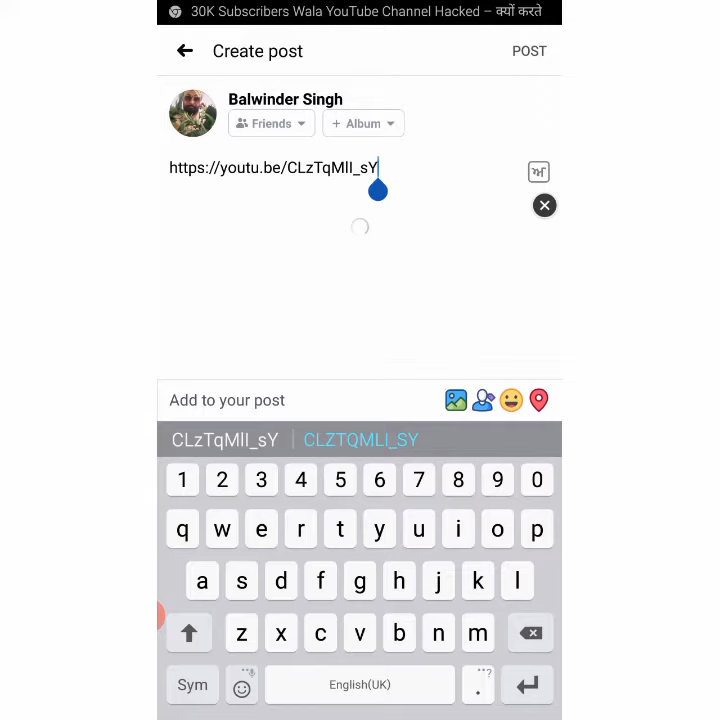 30K Subscribers Wala YouTube Channel Hacked – क्यों करते
Create post
POST
Balwinder Singh
Friends
+ Album
https://youtu.be/CLzTqMlI_sY
ਅ
Add to your post
CLzTqMlI_sY
CLZTQMLI_SY
1 2 3 4 5 6 7 8 9 0
q w e r t y u i o p
a s d f g h j k l
z x c v b n m
Sym
English(UK)
. ...?